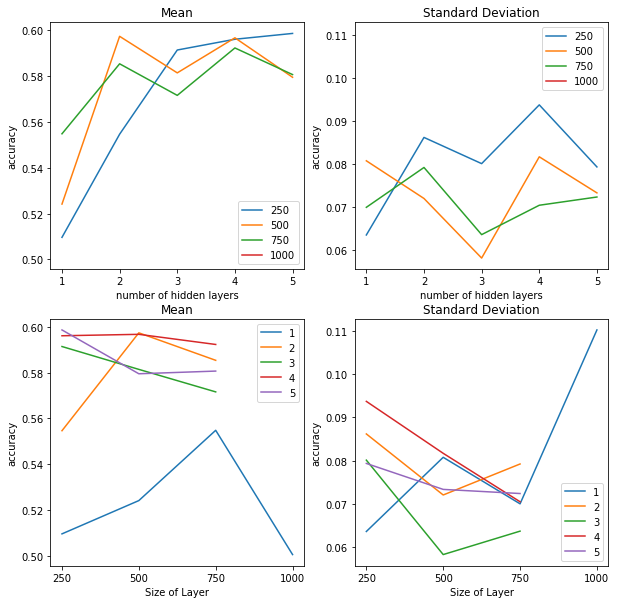 Mean
accuracy
0.60
0.58
0.56
0.54
0.52
0.50
250
500
750
1000
1 2 3 4 5
number of hidden layers
Standard Deviation
accuracy
0.11
0.10
0.09
0.08
0.07
0.06
250
500
750
1000
1 2 3 4 5
number of hidden layers
Mean
accuracy
0.60
0.58
0.56
0.54
0.52
0.50
1
2
3
4
5
250 500 750 1000
Size of Layer
Standard Deviation
accuracy
0.11
0.10
0.09
0.08
0.07
0.06
1
2
3
4
5
250 500 750 1000
Size of Layer